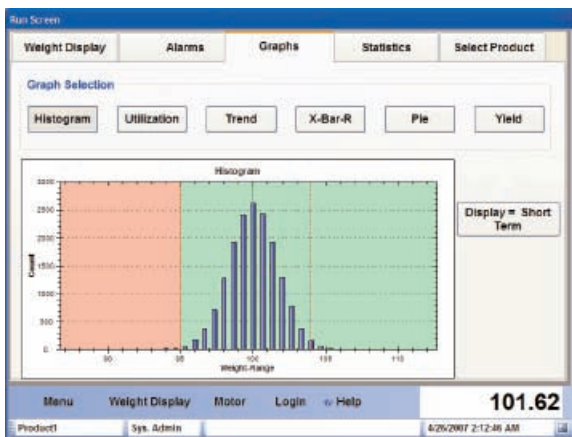 Run Screen
Weight Display Alarms Graphs Statistics Select Product
Graph Selection
Histogram Utilization Trend X-Bar-R Pie Yield
Histogram
3000
2500
2000
1500
1000
500
0
Count
90 95 100 105 110
Weight-Range
Display = Short
Term
Menu Weight Display Motor Login Help
101.62
Product1 Sys. Admin 4/26/2007 2:12:46 AM